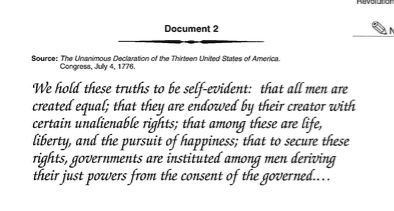 Revolution
Document 2
Source: The Unanimous Declaration of the Thirteen United States of America.
Congress, July 4, 1776.
We hold these truths to be self-evident: that all men are
created equal; that they are endowed by their creator with
certain unalienable rights; that among these are life,
liberty, and the pursuit of happiness; that to secure these
rights, governments are instituted among men deriving
their just powers from the consent of the governed....